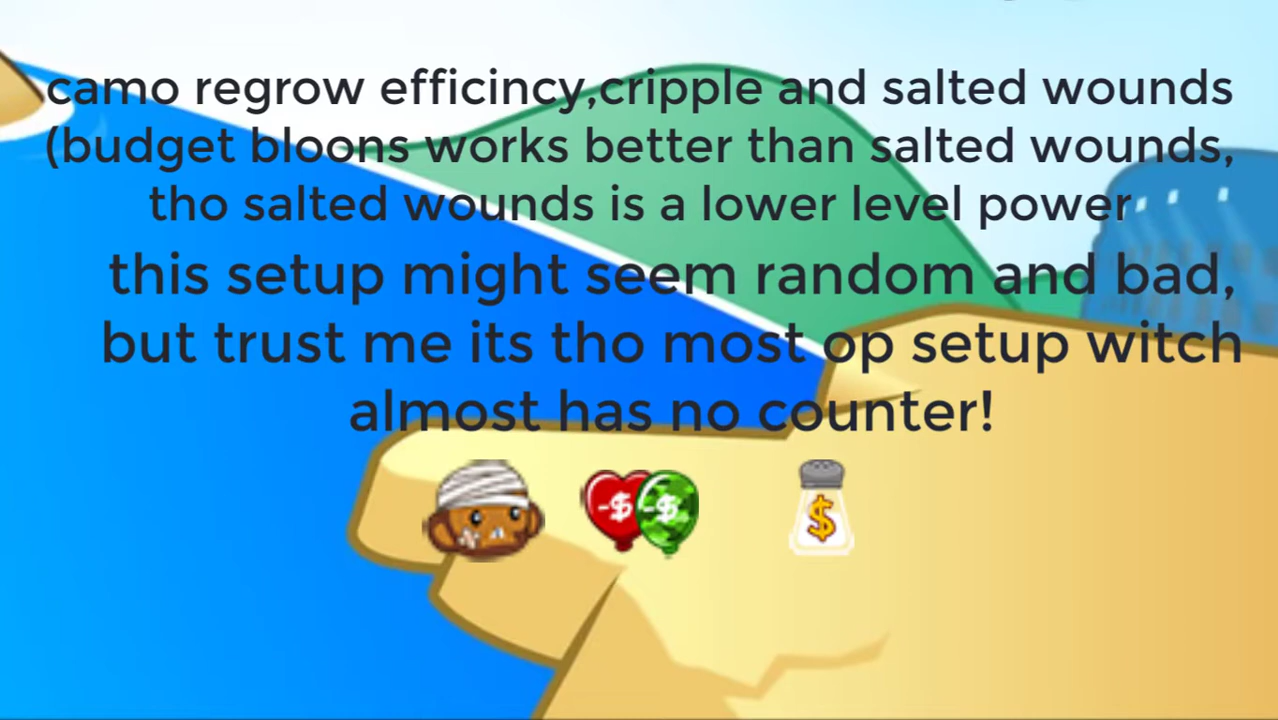 camo regrow efficincy,cripple and salted wounds
(budget bloons works better than salted wounds,
tho salted wounds is a lower level power
this setup might seem random and bad,
but trust me its tho most op setup witch
almost has no counter!
-$ -$ $